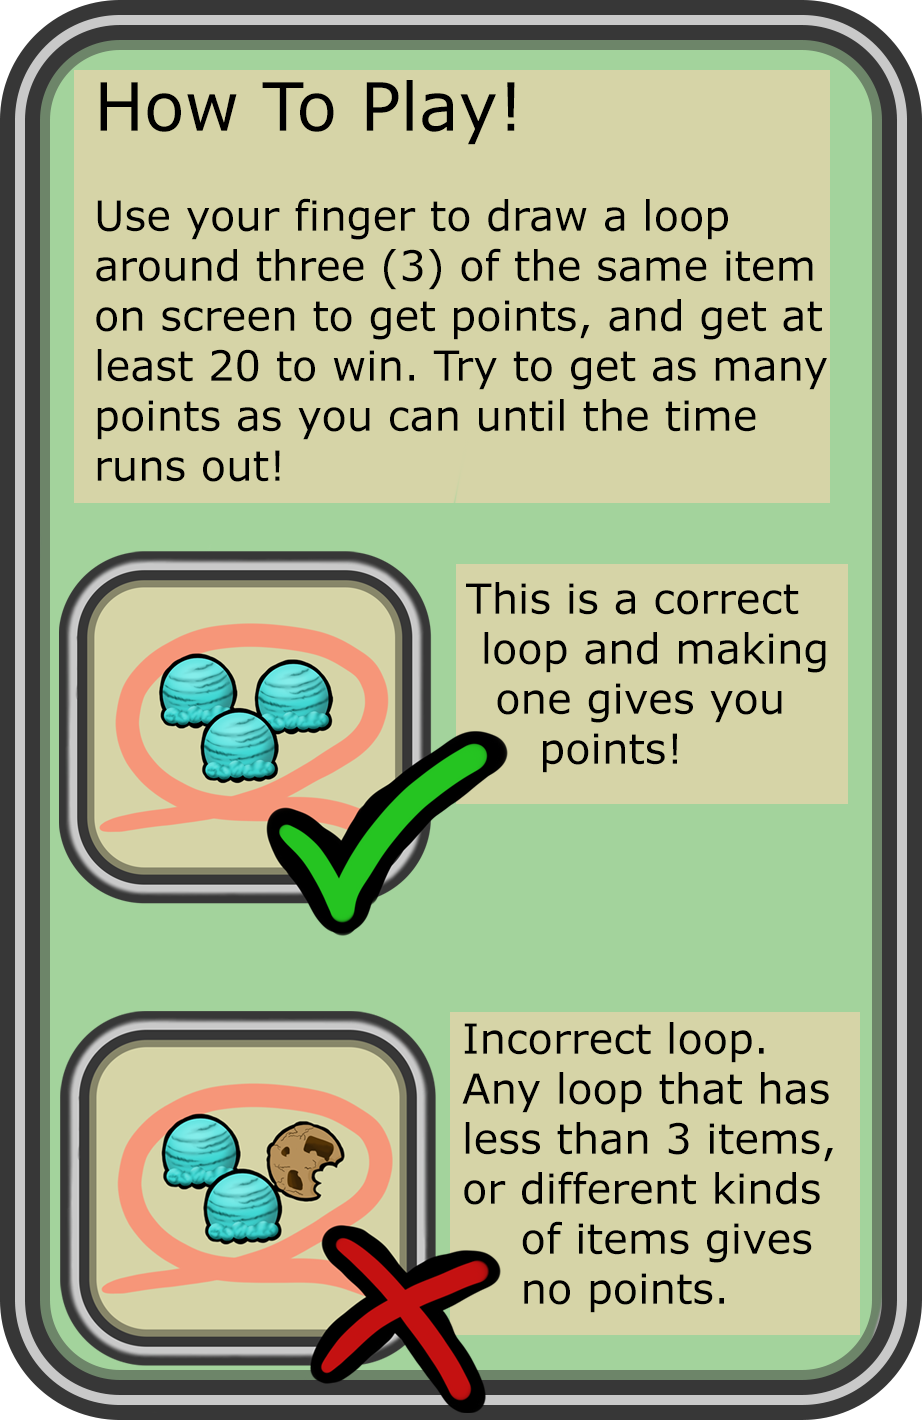 How To Play!
Use your finger to draw a loop
around three (3) of the same item
on screen to get points, and get at
least 20 to win. Try to get as many
points as you can until the time
runs out!
This is a correct
loop and making
one gives you
points!
Incorrect loop.
Any loop that has
less than 3 items,
or different kinds
of items gives
no points.